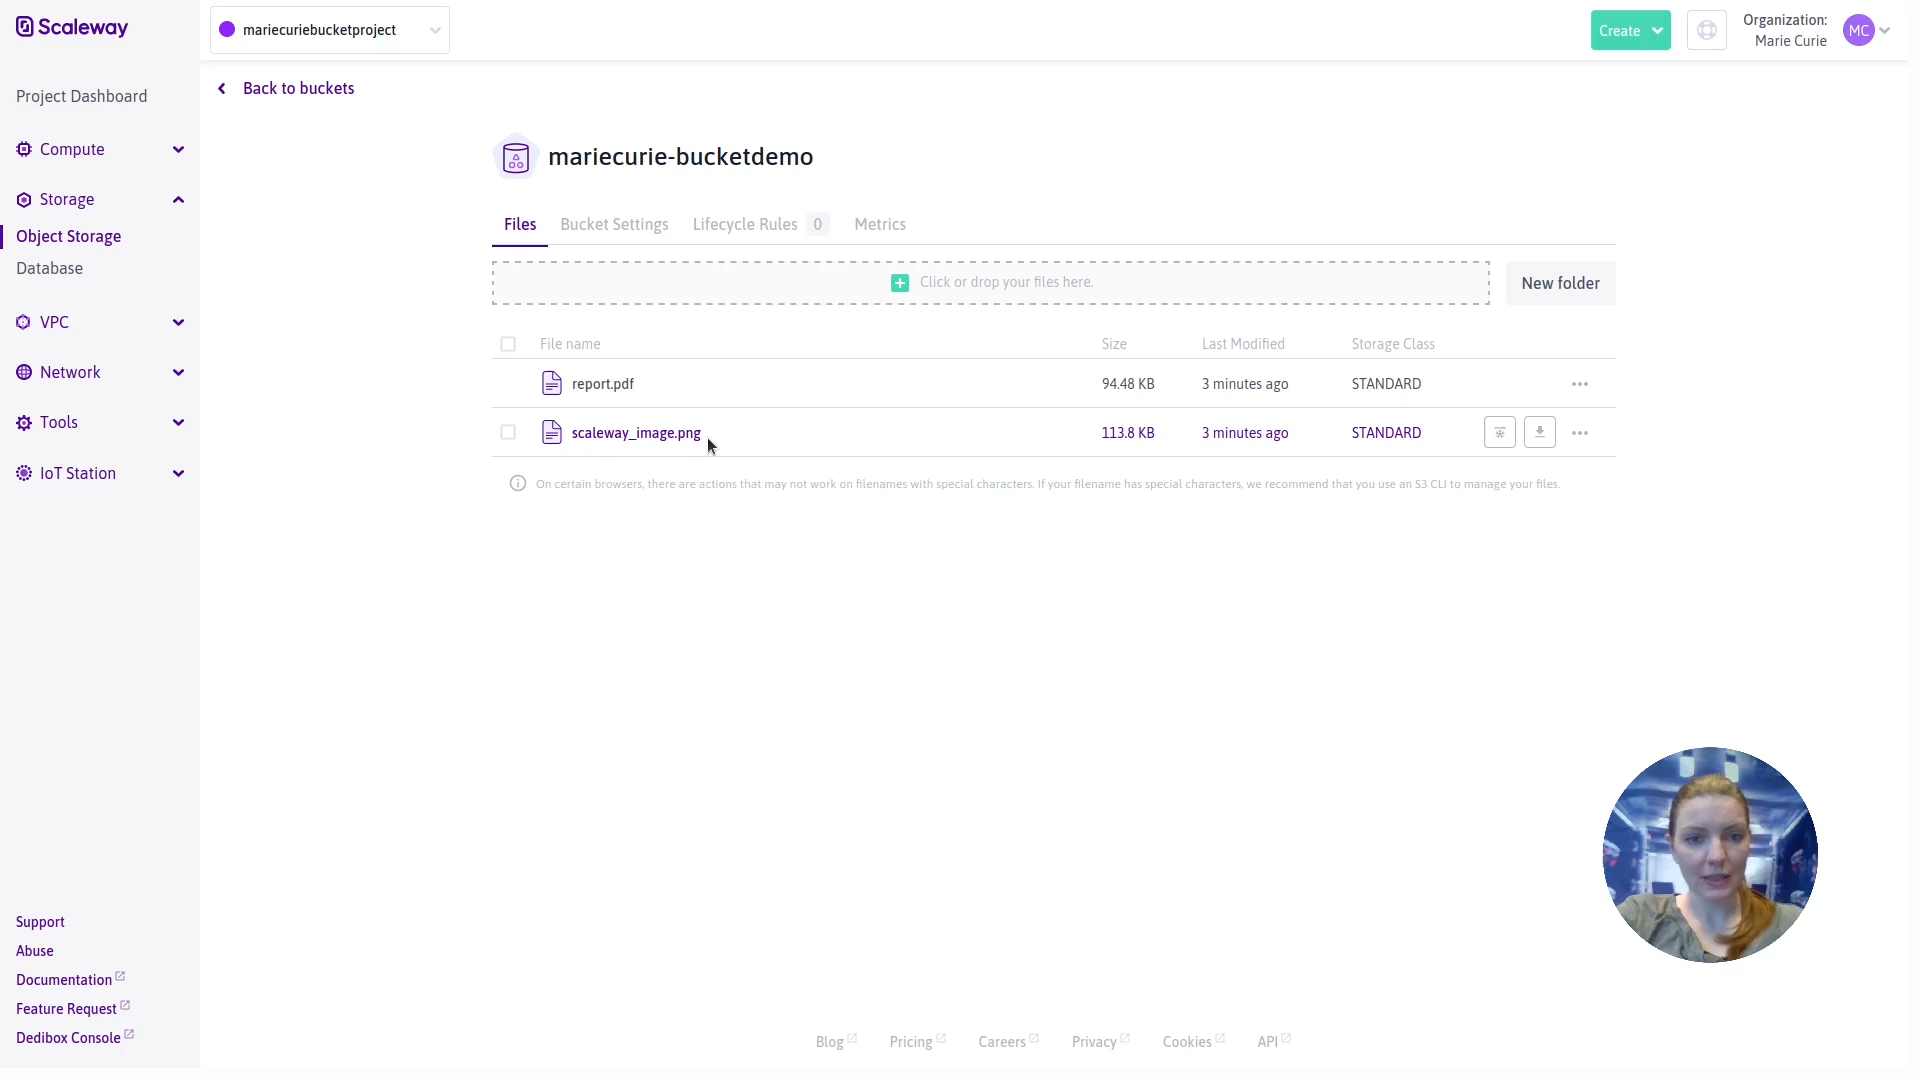 Scaleway
mariecuriebucketproject
Create
Organization:
Marie Curie
MC
Project Dashboard
Compute
Storage
Object Storage
Database
VPC
Network
Tools
IoT Station
Support
Abuse
Documentation
Feature Request
Dedibox Console
Back to buckets
mariecurie-bucketdemo
Files Bucket Settings Lifecycle Rules 0 Metrics
Click or drop your files here.
New folder
File name Size Last Modified Storage Class
report.pdf 94.48 KB 3 minutes ago STANDARD
scaleway_image.png 113.8 KB 3 minutes ago STANDARD
On certain browsers, there are actions that may not work on filenames with special characters. If your filename has special characters, we recommend that you use an S3 CLI to manage your files.
Blog Pricing Careers Privacy Cookies API